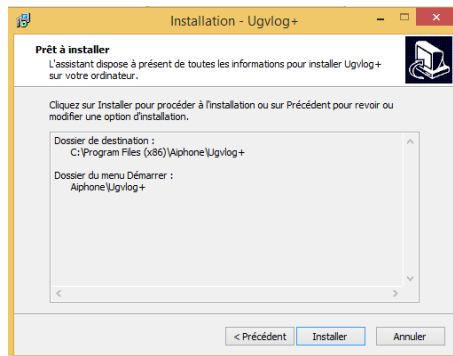 Installation - Ugvlog+
Prêt à installer
L'assistant dispose à présent de toutes les informations pour installer Ugvlog+
sur votre ordinateur.
Cliquez sur Installer pour procéder à l'installation ou sur Précédent pour revoir ou
modifier une option d'installation.
Dossier de destination :
C:\Program Files (x86)\Aiphone\Ugvlog+
Dossier du menu Démarrer :
Aiphone\Ugvlog+
< Précédent Installer Annuler